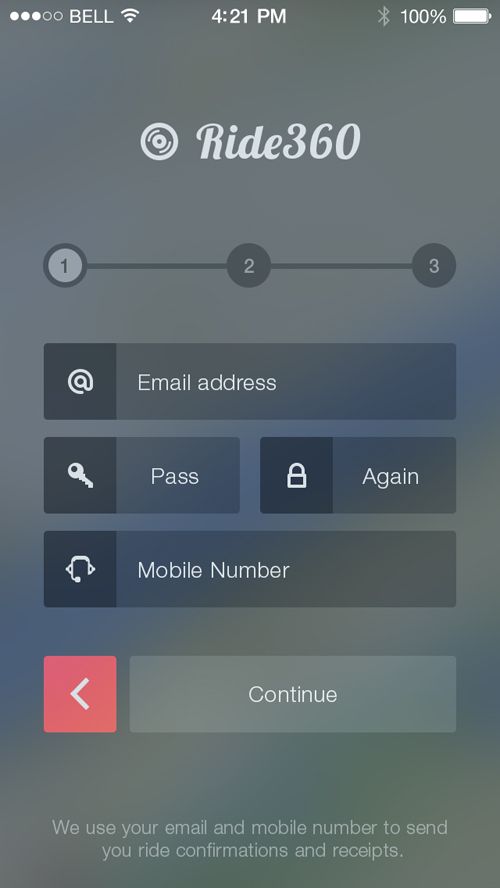 BELL 4:21 PM 100%
Ride360
1 2 3
Email address
Pass Again
Mobile Number
Continue
We use your email and mobile number to send
you ride confirmations and receipts.